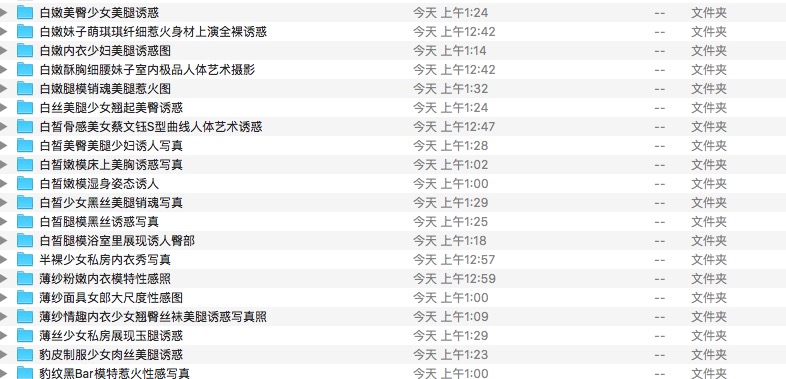 白嫩美臀少女美腿诱惑 今天 上午1:24 -- 文件夹
白嫩妹子萌琪琪纤细惹火身材上演全裸诱惑 今天 上午12:42 -- 文件夹
白嫩内衣少妇美腿诱惑图 今天 上午1:14 -- 文件夹
白嫩酥胸细腰妹子室内极品人体艺术摄影 今天 上午12:42 -- 文件夹
白嫩腿模销魂美腿惹火图 今天 上午1:32 -- 文件夹
白丝美腿少女翘起美臀诱惑 今天 上午1:24 -- 文件夹
白皙骨感美女蔡文钰S型曲线人体艺术诱惑 今天 上午12:47 -- 文件夹
白皙美臀美腿少妇诱人写真 今天 上午1:28 -- 文件夹
白皙嫩模床上美胸诱惑写真 今天 上午1:02 -- 文件夹
白皙嫩模湿身姿态诱人 今天 上午1:00 -- 文件夹
白皙少女黑丝美腿销魂写真 今天 上午1:29 -- 文件夹
白皙腿模黑丝诱惑写真 今天 上午1:25 -- 文件夹
白皙腿模浴室里展现诱人臀部 今天 上午1:18 -- 文件夹
半裸少女私房内衣秀写真 今天 上午12:57 -- 文件夹
薄纱粉嫩内衣模特性感照 今天 上午12:59 -- 文件夹
薄纱面具女郎大尺度性感图 今天 上午1:00 -- 文件夹
薄纱情趣内衣少女翘臀丝袜美腿诱惑写真照 今天 上午1:09 -- 文件夹
薄丝少女私房展现玉腿诱惑 今天 上午1:29 -- 文件夹
豹皮制服少女肉丝美腿诱惑 今天 上午1:23 -- 文件夹
豹纹黑Bar模特惹火性感写真 今天 上午1:00 -- 文件夹